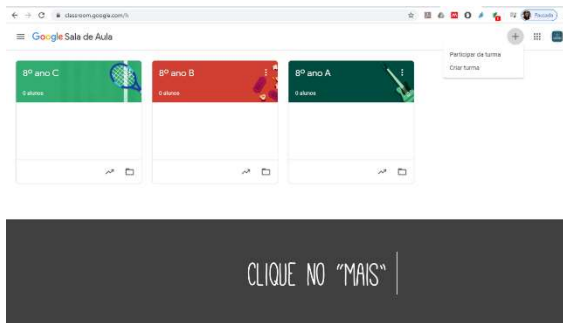 classroom.google.com/h
Pausada
Google Sala de Aula
Participar da turma
Criar turma
8º ano C
0 alunos
8º ano B
0 alunos
8º ano A
0 alunos
CLIQUE NO "MAIS"